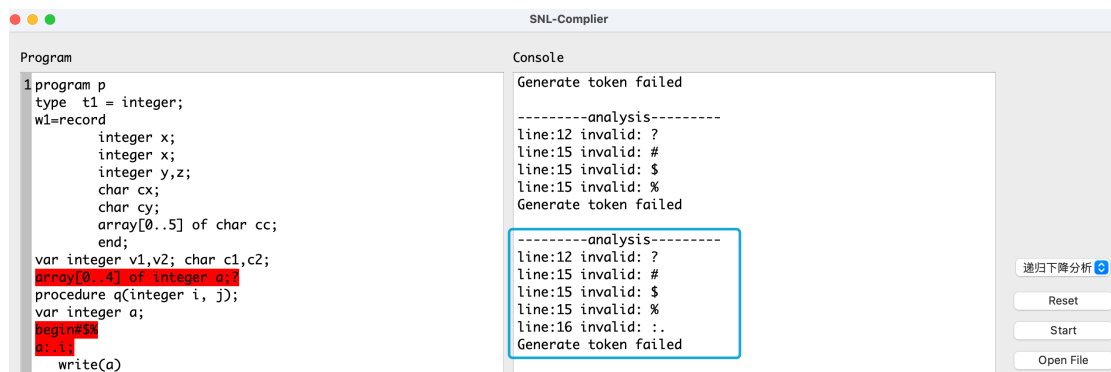 SNL-Complier
Program
1 program p
type  t1 = integer;
w1=record
        integer x;
        integer x;
        integer y,z;
        char cx;
        char cy;
        array[0..5] of char cc;
        end;
var integer v1,v2; char c1,c2;
array[0..4] of integer a;?
procedure q(integer i, j);
var integer a;
begin#$%
a:.i;
   write(a)
Console
Generate token failed
---------analysis---------
line:12 invalid: ?
line:15 invalid: #
line:15 invalid: $
line:15 invalid: %
Generate token failed
---------analysis---------
line:12 invalid: ?
line:15 invalid: #
line:15 invalid: $
line:15 invalid: %
line:16 invalid: :.
Generate token failed
递归下降分析
Reset
Start
Open File